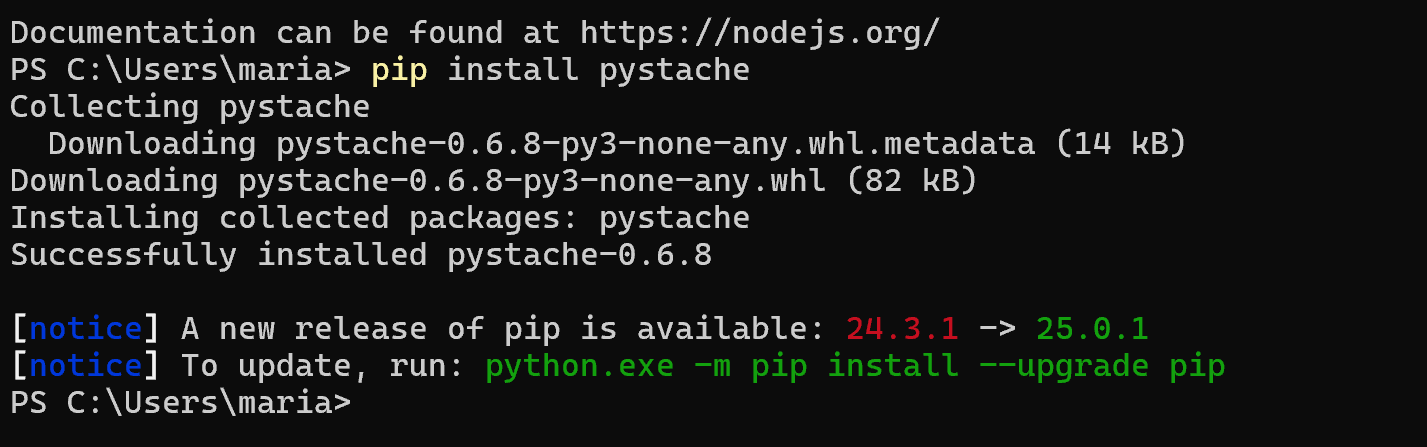 Documentation can be found at https://nodejs.org/
PS C:\Users\maria> pip install pystache
Collecting pystache
  Downloading pystache-0.6.8-py3-none-any.whl.metadata (14 kB)
Downloading pystache-0.6.8-py3-none-any.whl (82 kB)
Installing collected packages: pystache
Successfully installed pystache-0.6.8

[notice] A new release of pip is available: 24.3.1 -> 25.0.1
[notice] To update, run: python.exe -m pip install --upgrade pip
PS C:\Users\maria>